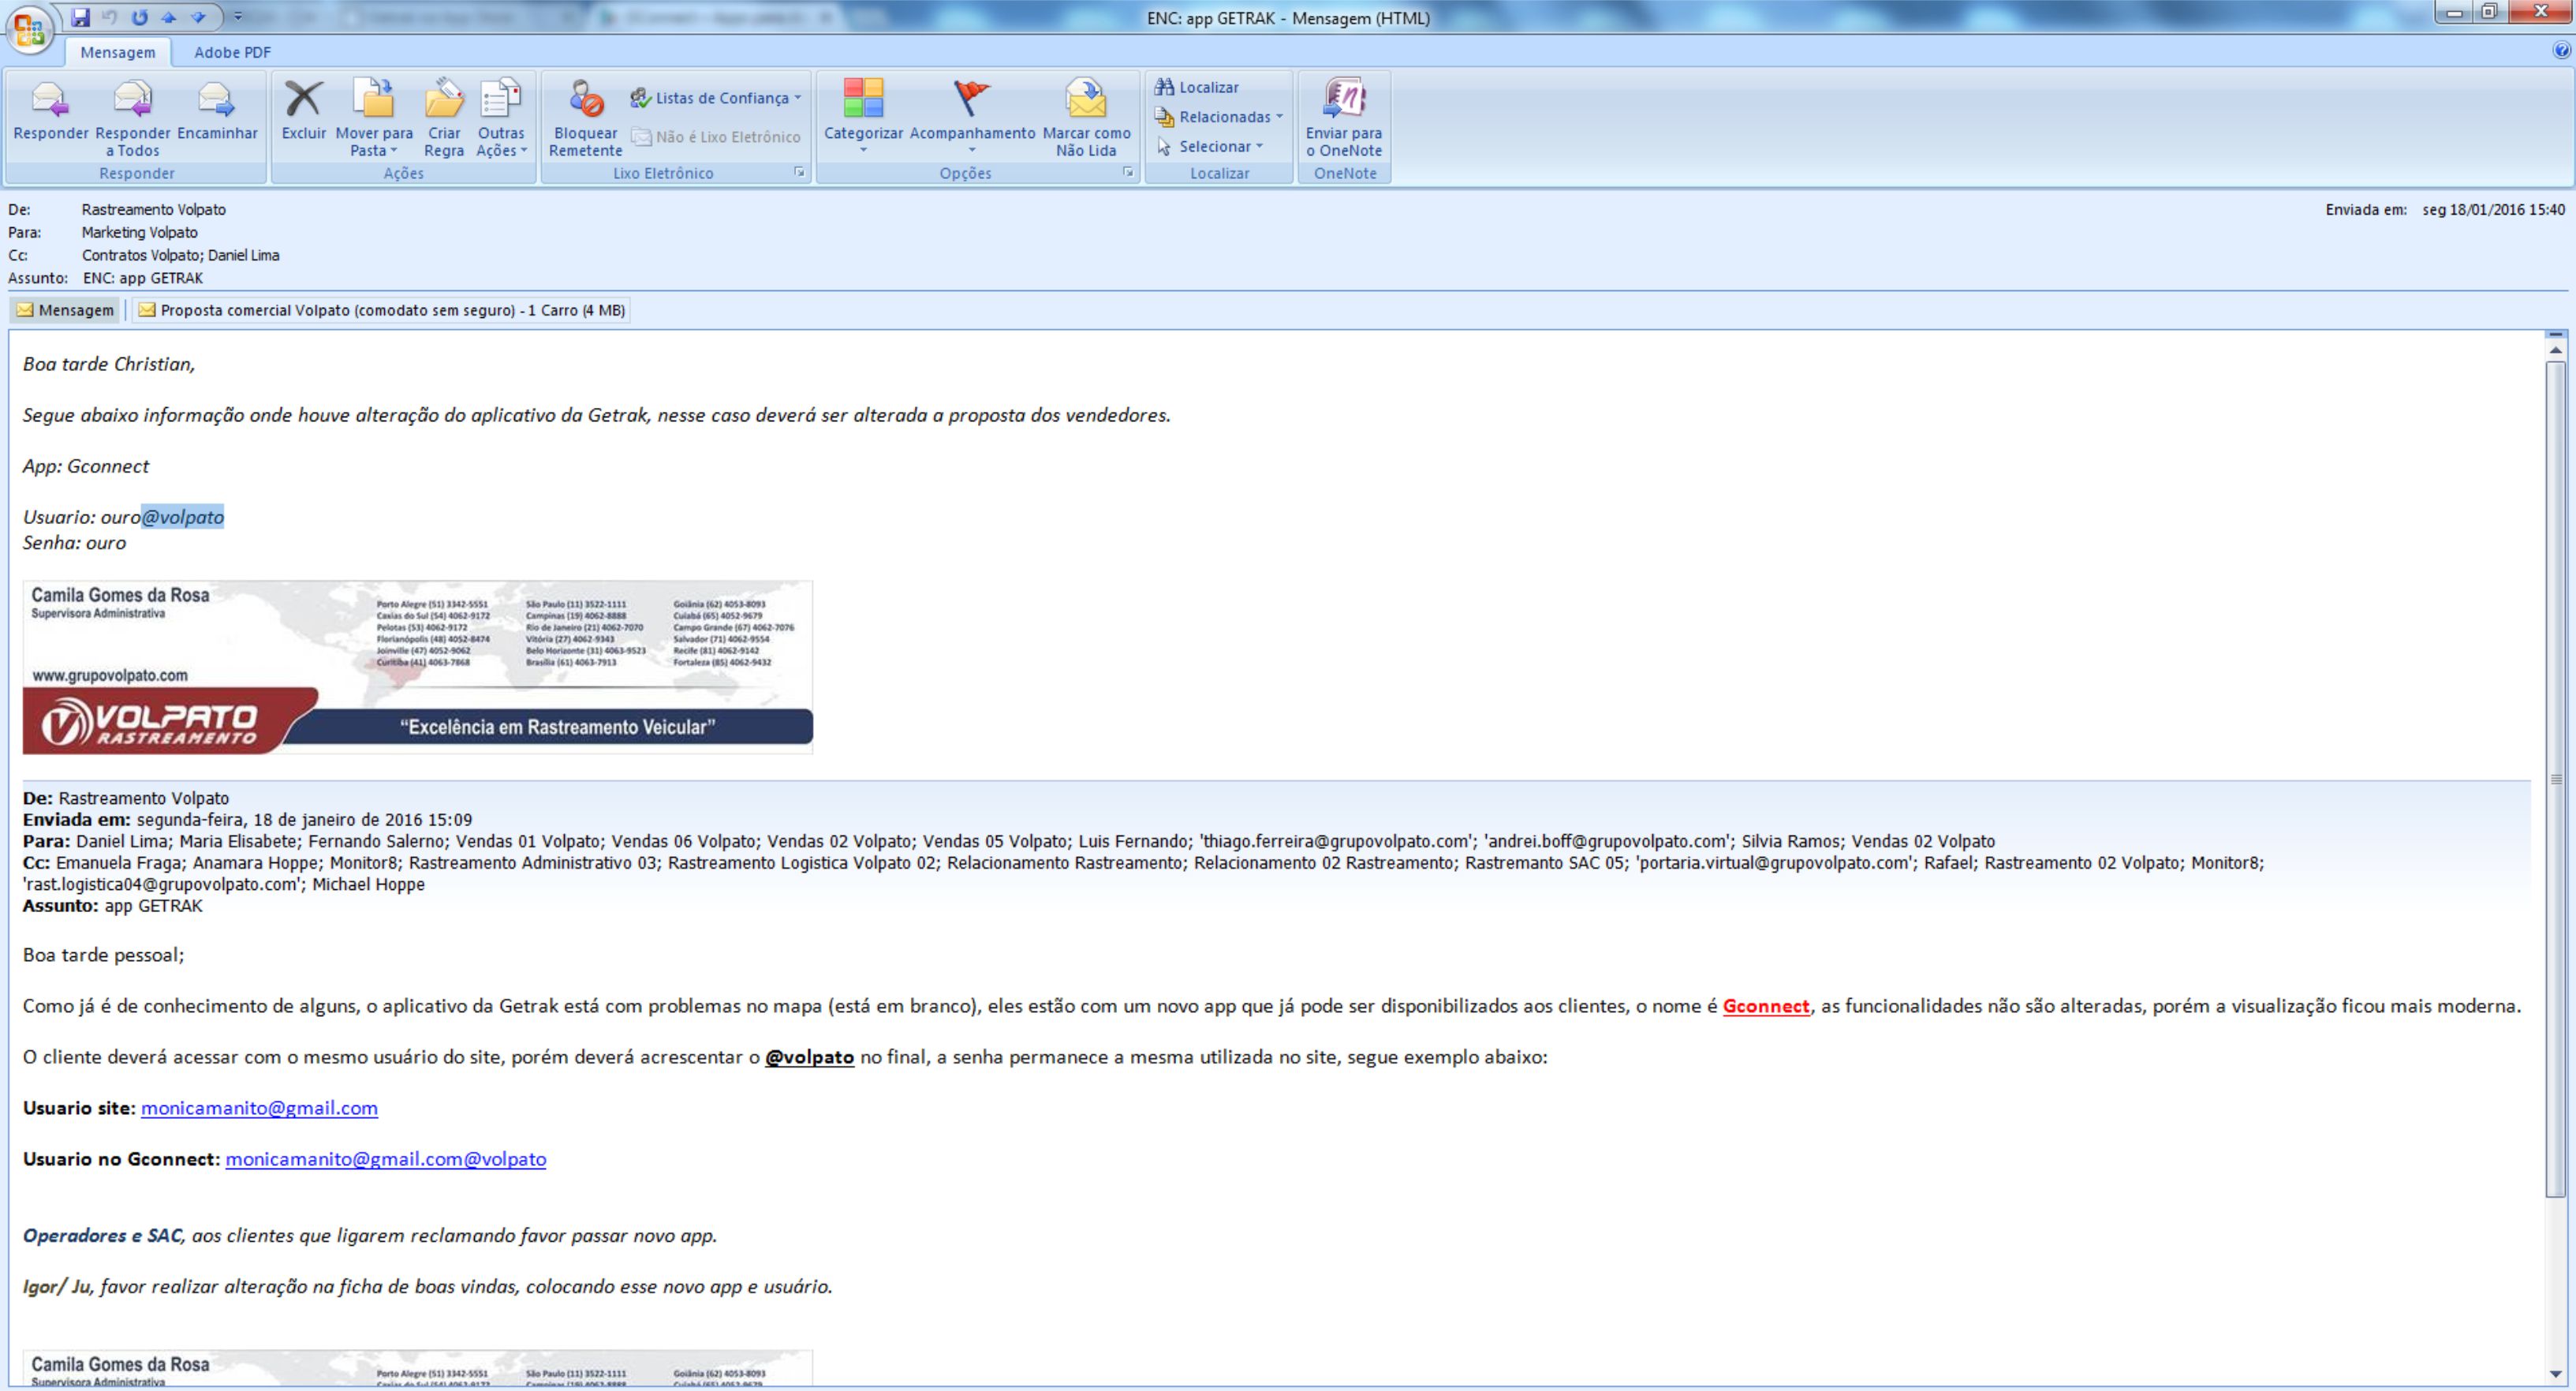 ENC: app GETRAK - Mensagem (HTML)
Mensagem Adobe PDF
Responder Responder a Todos Encaminhar
Responder
Excluir Mover para Pasta Criar Regra Outras Ações
Ações
Bloquear Remetente Listas de Confiança Não é Lixo Eletrônico
Lixo Eletrônico
Categorizar Acompanhamento Marcar como Não Lida
Opções
Localizar
Relacionadas
Selecionar
Localizar
Enviar para o OneNote
OneNote
De: Rastreamento Volpato
Enviada em: seg 18/01/2016 15:40
Para: Marketing Volpato
Cc: Contratos Volpato; Daniel Lima
Assunto: ENC: app GETRAK
Mensagem Proposta comercial Volpato (comodato sem seguro) - 1 Carro (4 MB)
Boa tarde Christian,
Segue abaixo informação onde houve alteração do aplicativo da Getrak, nesse caso deverá ser alterada a proposta dos vendedores.
App: Gconnect
Usuario: ouro@volpato
Senha: ouro
Camila Gomes da Rosa
Supervisora Administrativa
Porto Alegre (51) 3342-5551 São Paulo (11) 3522-1111 Goiânia (62) 4053-8093
Caxias do Sul (54) 4062-9172 Campinas (19) 4062-8888 Cuiabá (65) 4052-9679
Pelotas (53) 4062-9172 Rio de Janeiro (21) 4062-7070 Campo Grande (67) 4062-7076
Florianópolis (48) 4052-8474 Vitória (27) 4062-9343 Salvador (71) 4062-9554
Joinville (47) 4052-9062 Belo Horizonte (31) 4063-9523 Recife (81) 4062-9142
Curitiba (41) 4063-7868 Brasília (61) 4063-7913 Fortaleza (85) 4062-9432
www.grupovolpato.com
VOLPATO
RASTREAMENTO
“Excelência em Rastreamento Veicular”
De: Rastreamento Volpato
Enviada em: segunda-feira, 18 de janeiro de 2016 15:09
Para: Daniel Lima; Maria Elisabete; Fernando Salerno; Vendas 01 Volpato; Vendas 06 Volpato; Vendas 02 Volpato; Vendas 05 Volpato; Luis Fernando; 'thiago.ferreira@grupovolpato.com'; 'andrei.boff@grupovolpato.com'; Silvia Ramos; Vendas 02 Volpato
Cc: Emanuela Fraga; Anamara Hoppe; Monitor8; Rastreamento Administrativo 03; Rastreamento Logistica Volpato 02; Relacionamento Rastreamento; Relacionamento 02 Rastreamento; Rastremanto SAC 05; 'portaria.virtual@grupovolpato.com'; Rafael; Rastreamento 02 Volpato; Monitor8;
'rast.logistica04@grupovolpato.com'; Michael Hoppe
Assunto: app GETRAK
Boa tarde pessoal;
Como já é de conhecimento de alguns, o aplicativo da Getrak está com problemas no mapa (está em branco), eles estão com um novo app que já pode ser disponibilizados aos clientes, o nome é Gconnect, as funcionalidades não são alteradas, porém a visualização ficou mais moderna.
O cliente deverá acessar com o mesmo usuário do site, porém deverá acrescentar o @volpato no final, a senha permanece a mesma utilizada no site, segue exemplo abaixo:
Usuario site: monicamanito@gmail.com
Usuario no Gconnect: monicamanito@gmail.com@volpato
Operadores e SAC, aos clientes que ligarem reclamando favor passar novo app.
Igor/ Ju, favor realizar alteração na ficha de boas vindas, colocando esse novo app e usuário.
Camila Gomes da Rosa
Supervisora Administrativa
Porto Alegre (51) 3342-5551 São Paulo (11) 3522-1111 Goiânia (62) 4053-8093